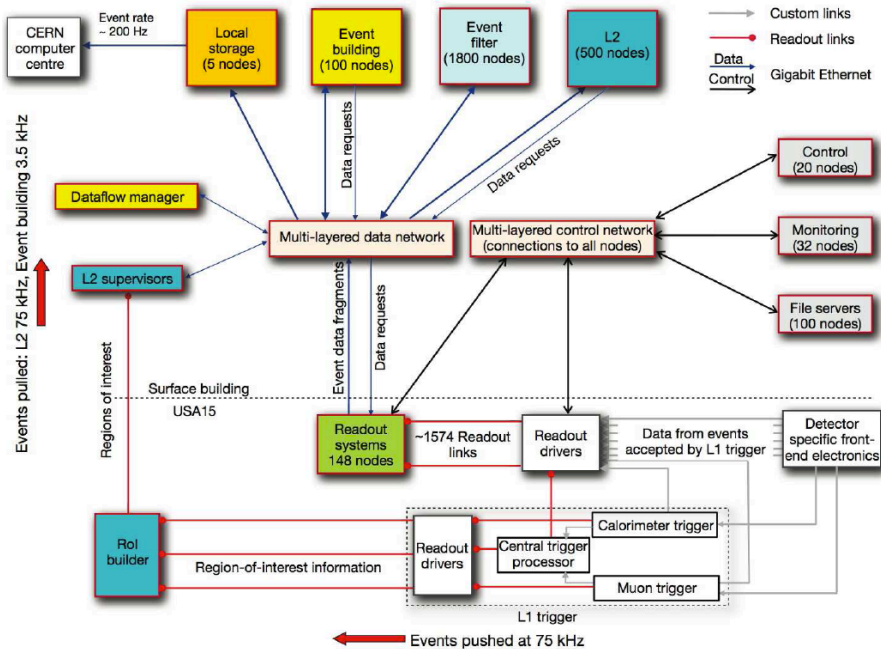 Event rate
~ 200 Hz
CERN
computer
centre
Local
storage
(5 nodes)
Event
building
(100 nodes)
Event
filter
(1800 nodes)
L2
(500 nodes)
Custom links
Readout links
Data
Control
Gigabit Ethernet
Data requests
Data requests
Control
(20 nodes)
Dataflow manager
Multi-layered data network
Multi-layered control network
(connections to all nodes)
Monitoring
(32 nodes)
L2 supervisors
File servers
(100 nodes)
Events pulled: L2 75 kHz, Event building 3.5 kHz
Regions of interest
Event data fragments
Data requests
Surface building
USA15
Readout
systems
148 nodes
~1574 Readout
links
Readout
drivers
Data from events
accepted by L1 trigger
Detector
specific front-
end electronics
RoI
builder
Region-of-interest information
Readout
drivers
Central trigger
processor
Calorimeter trigger
Muon trigger
L1 trigger
Events pushed at 75 kHz